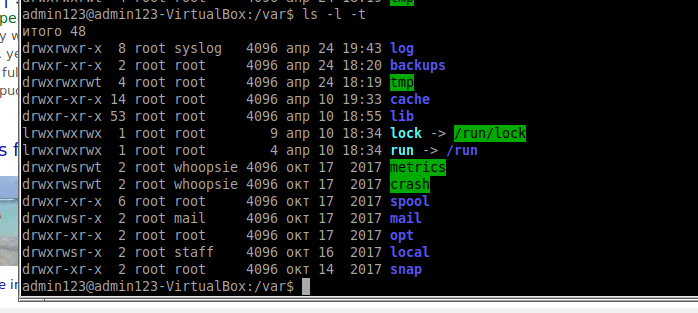 admin123@admin123-VirtualBox:/var$ ls -l -t
итого 48
drwxrwxr-x  8 root syslog   4096 апр 24 19:43 log
drwxr-xr-x  2 root root     4096 апр 24 18:20 backups
drwxrwxrwt  4 root root     4096 апр 24 18:19 tmp
drwxr-xr-x 14 root root     4096 апр 10 19:33 cache
drwxr-xr-x 53 root root     4096 апр 10 18:55 lib
lrwxrwxrwx  1 root root        9 апр 10 18:34 lock -> /run/lock
lrwxrwxrwx  1 root root        4 апр 10 18:34 run -> /run
drwxrwsrwt  2 root whoopsie 4096 окт 17  2017 metrics
drwxrwsrwt  2 root whoopsie 4096 окт 17  2017 crash
drwxr-xr-x  6 root root     4096 окт 17  2017 spool
drwxrwsr-x  2 root mail     4096 окт 17  2017 mail
drwxr-xr-x  2 root root     4096 окт 17  2017 opt
drwxrwsr-x  2 root staff    4096 окт 16  2017 local
drwxr-xr-x  2 root root     4096 окт 14  2017 snap
admin123@admin123-VirtualBox:/var$